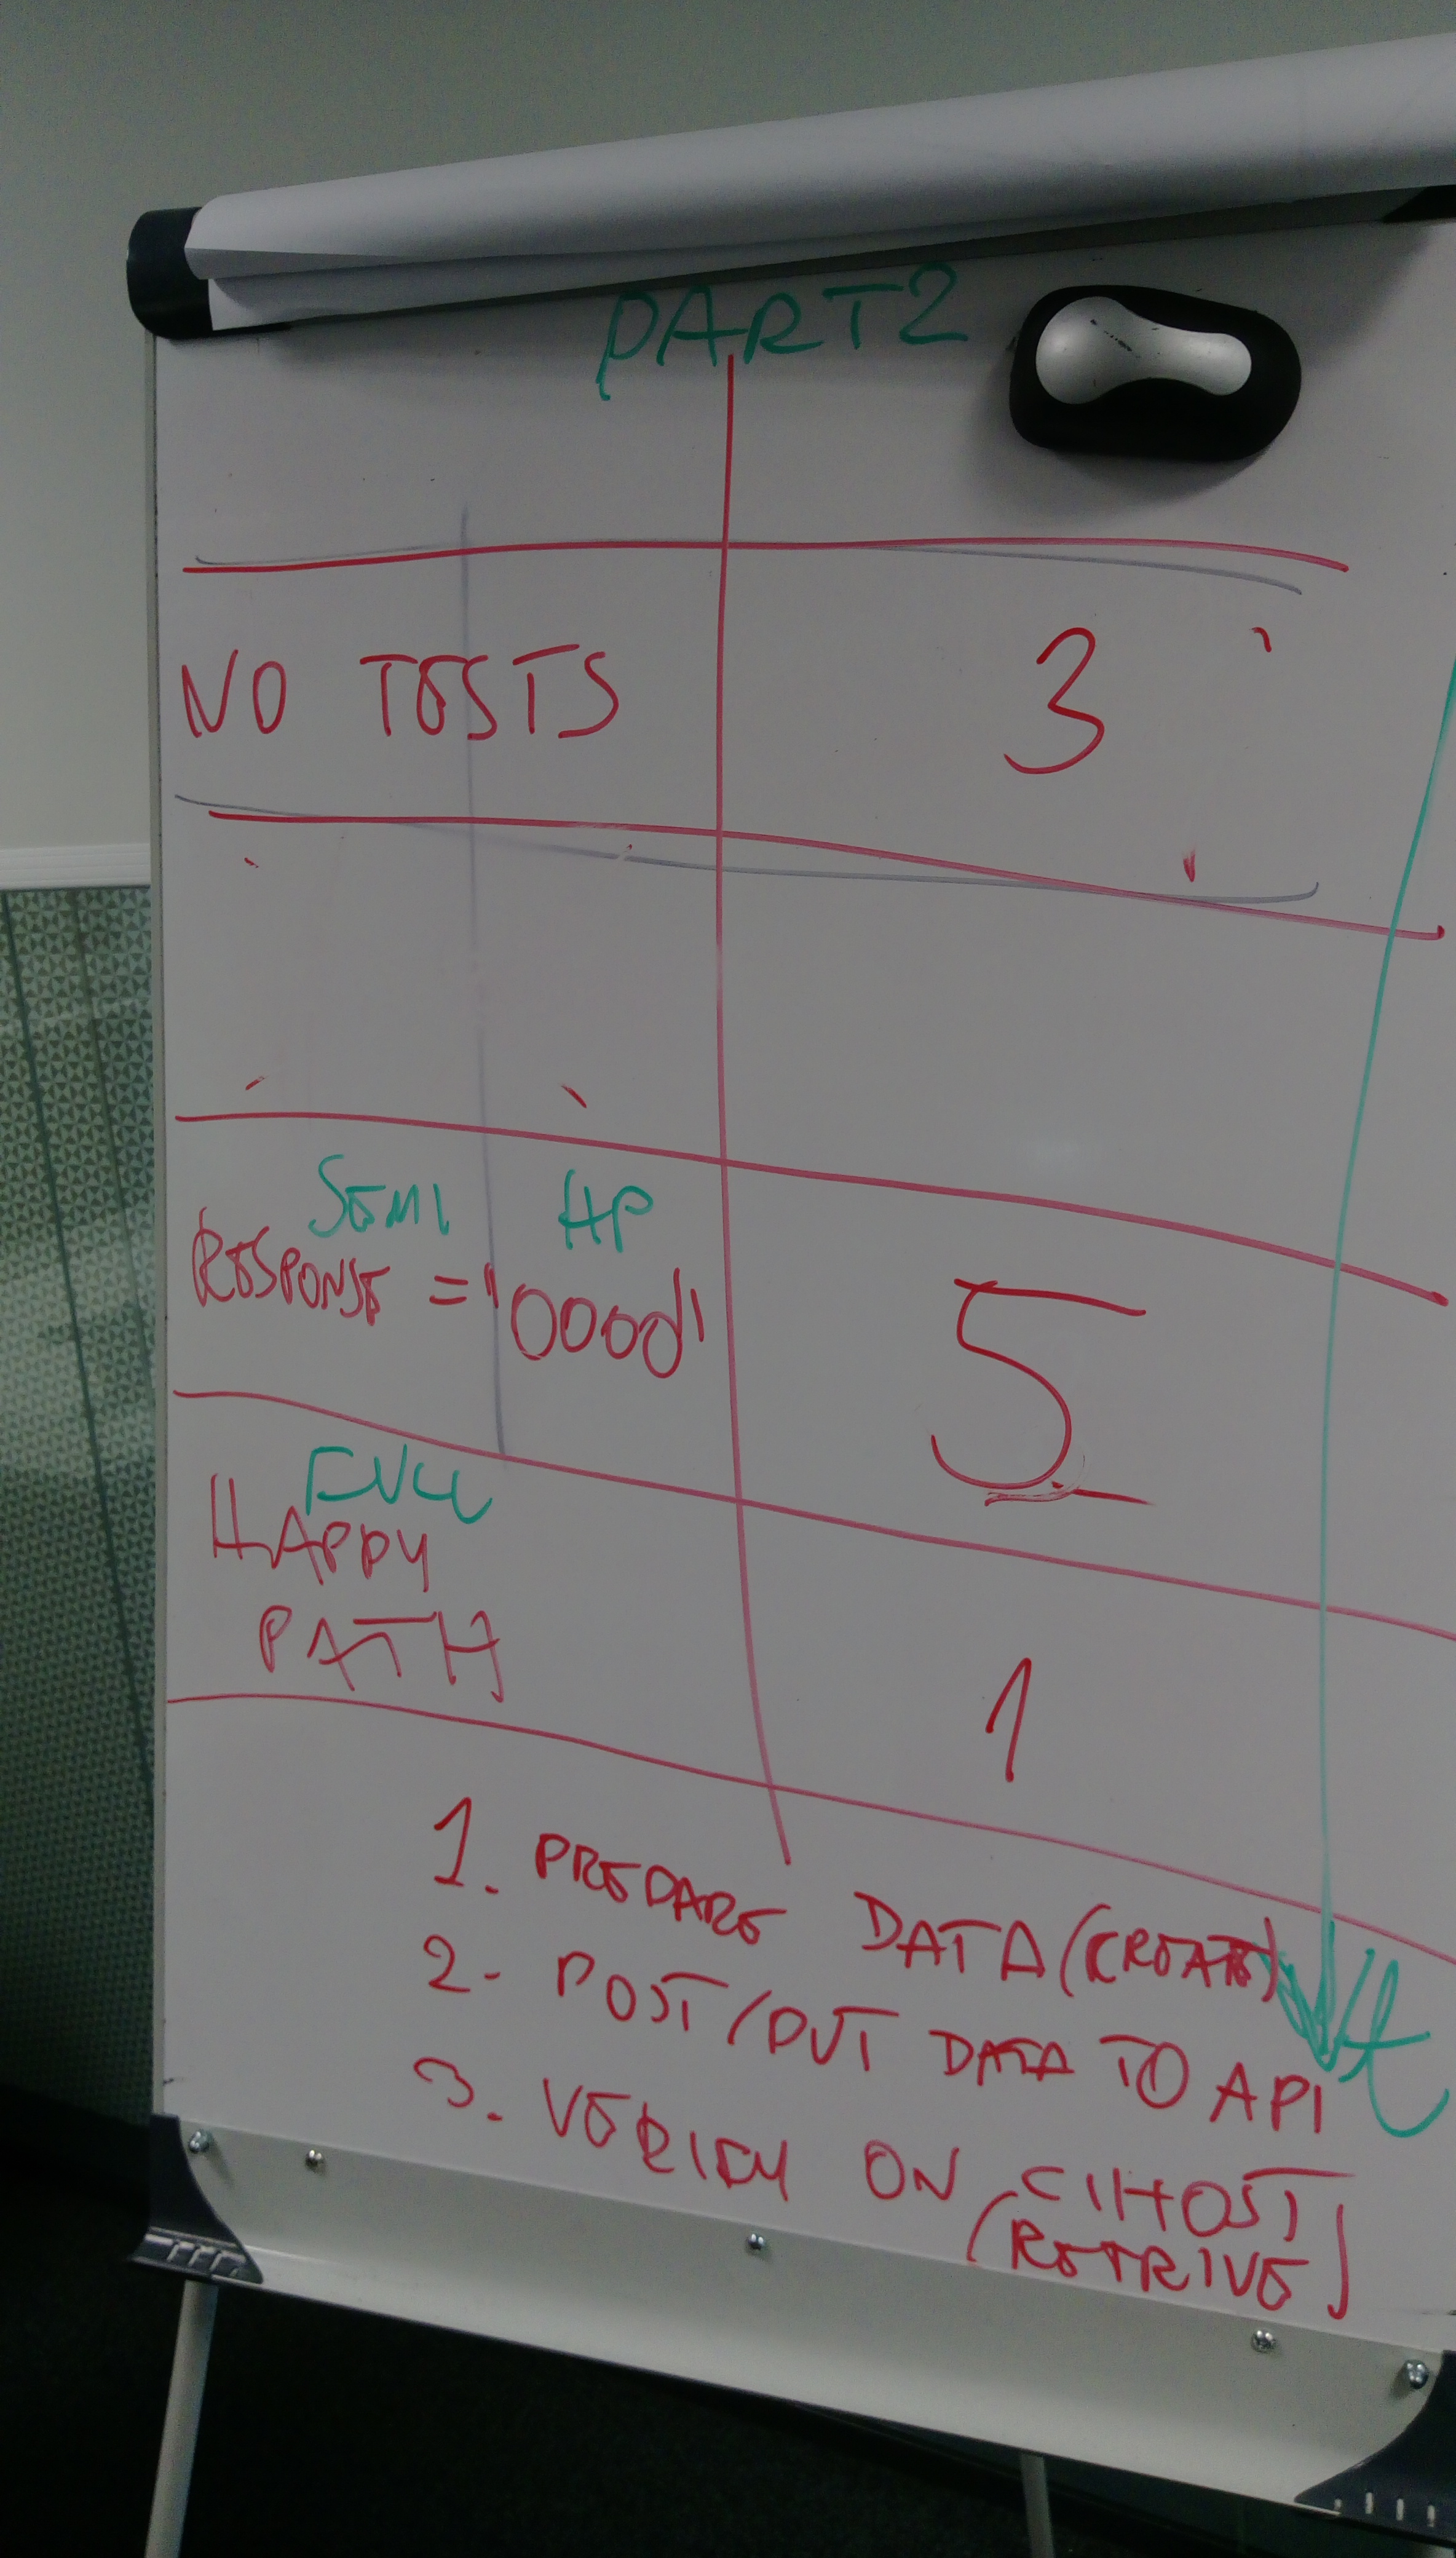 PART2
NO TESTS 3
SEMI HP
RESPONSE = '0000' 5
FULL
HAPPY
PATH 1
1. PREPARE DATA (CREATE)
2. POST/PUT DATA TO API
t
3. VERIFY ON C1HOST
(RETRIVE)